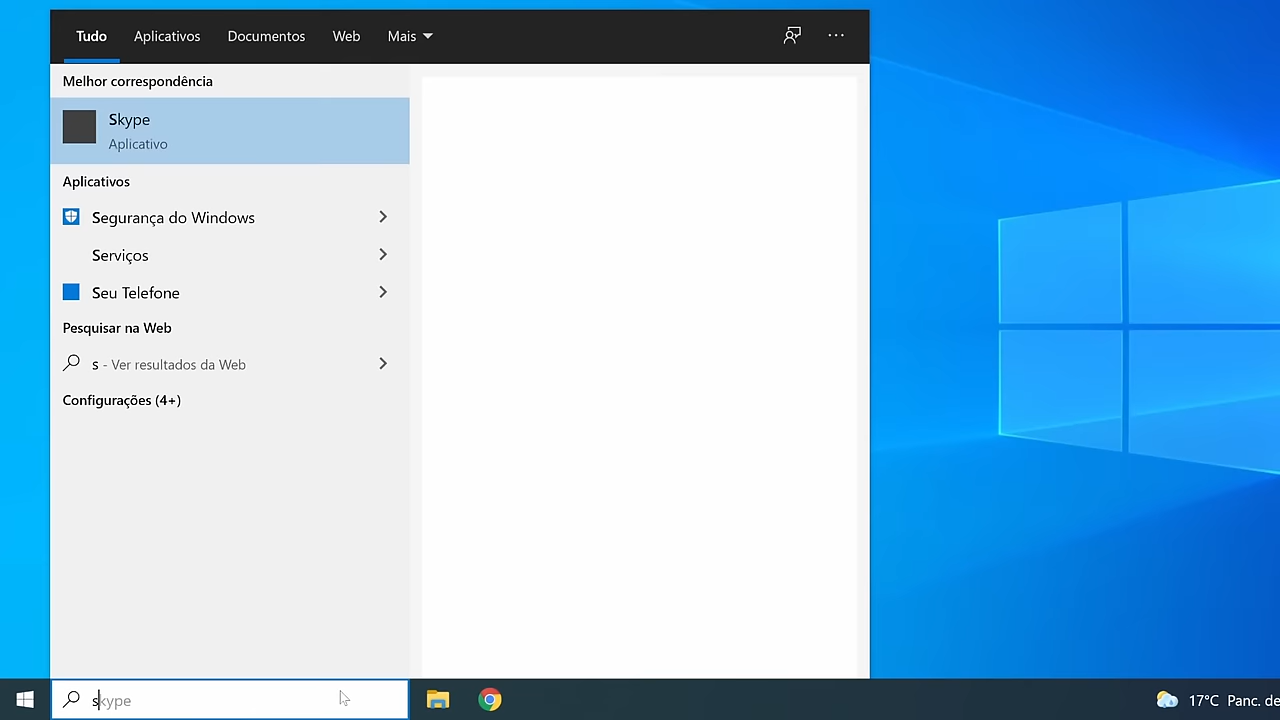 Tudo Aplicativos Documentos Web Mais
Melhor correspondência
Skype
Aplicativo
Aplicativos
Segurança do Windows
Serviços
Seu Telefone
Pesquisar na Web
s - Ver resultados da Web
Configurações (4+)
skype
17°C Panc. de